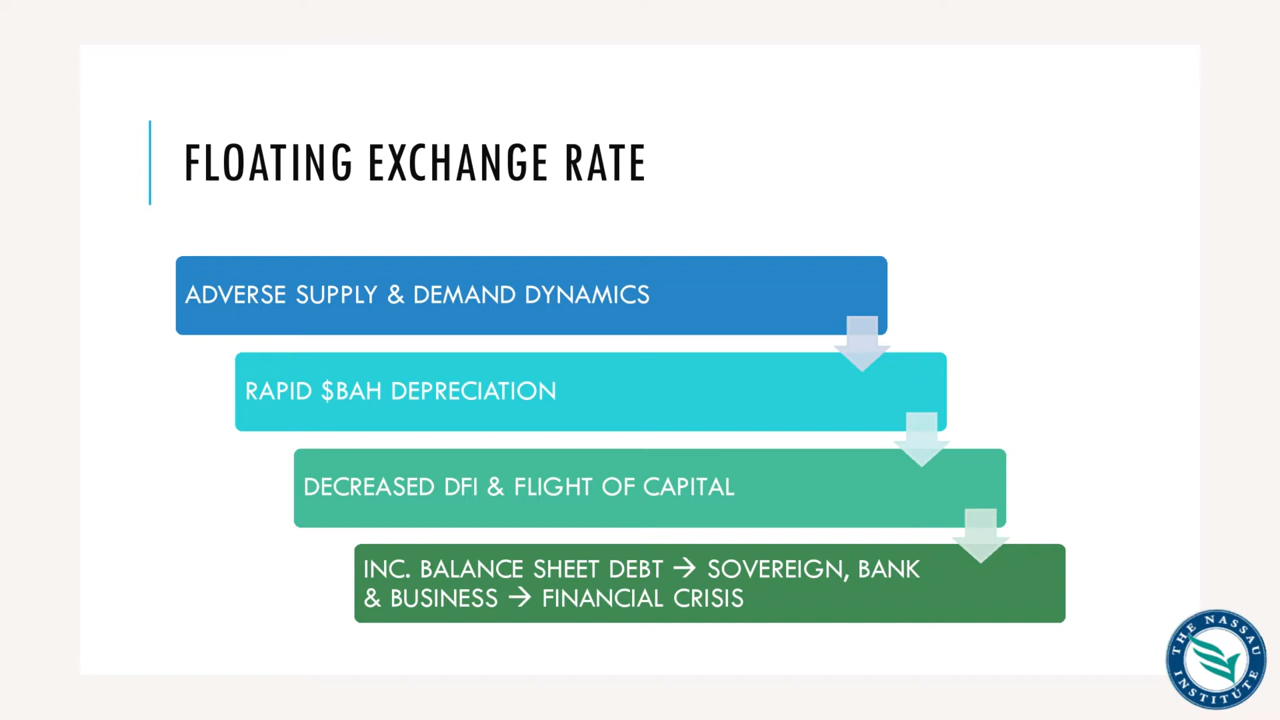 FLOATING EXCHANGE RATE
ADVERSE SUPPLY & DEMAND DYNAMICS
RAPID $BAH DEPRECIATION
DECREASED DFI & FLIGHT OF CAPITAL
INC. BALANCE SHEET DEBT → SOVEREIGN, BANK
& BUSINESS → FINANCIAL CRISIS
THE NASSAU
INSTITUTE